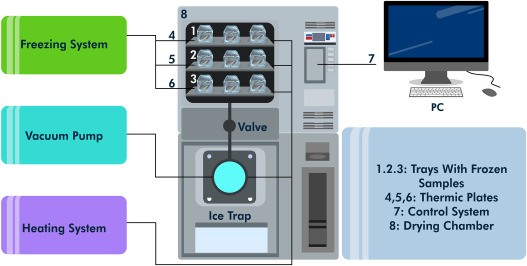 8
Freezing System
4
1
5
2
6
3
7
PC
Valve
Vacuum Pump
Ice Trap
Heating System
1.2.3: Trays With Frozen
Samples
4,5,6: Thermic Plates
7: Control System
8: Drying Chamber